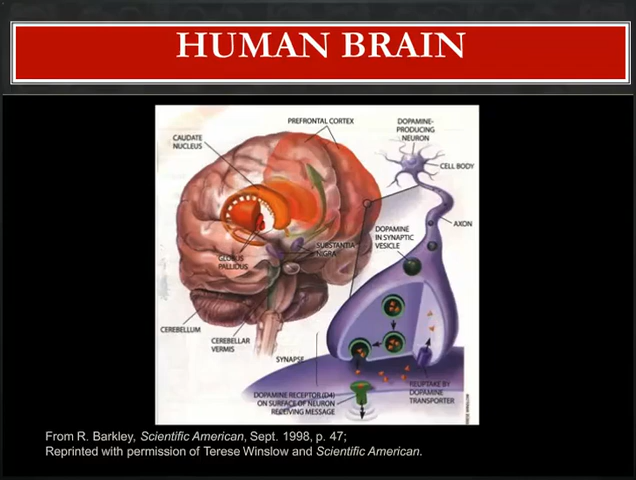 HUMAN BRAIN
PREFRONTAL CORTEX
DOPAMINE-
PRODUCING
NEURON
CAUDATE
NUCLEUS
CELL BODY
AXON
DOPAMINE
IN SYNAPTIC
VESICLE
SUBSTANTIA
NIGRA
GLOBUS
PALLIDUS
CEREBELLUM
CEREBELLAR
VERMIS
SYNAPSE
REUPTAKE BY
DOPAMINE
TRANSPORTER
DOPAMINE RECEPTOR (D4)
ON SURFACE OF NEURON
RECEIVING MESSAGE
TERESE WINSLOW
From R. Barkley, Scientific American, Sept. 1998, p. 47;
Reprinted with permission of Terese Winslow and Scientific American.